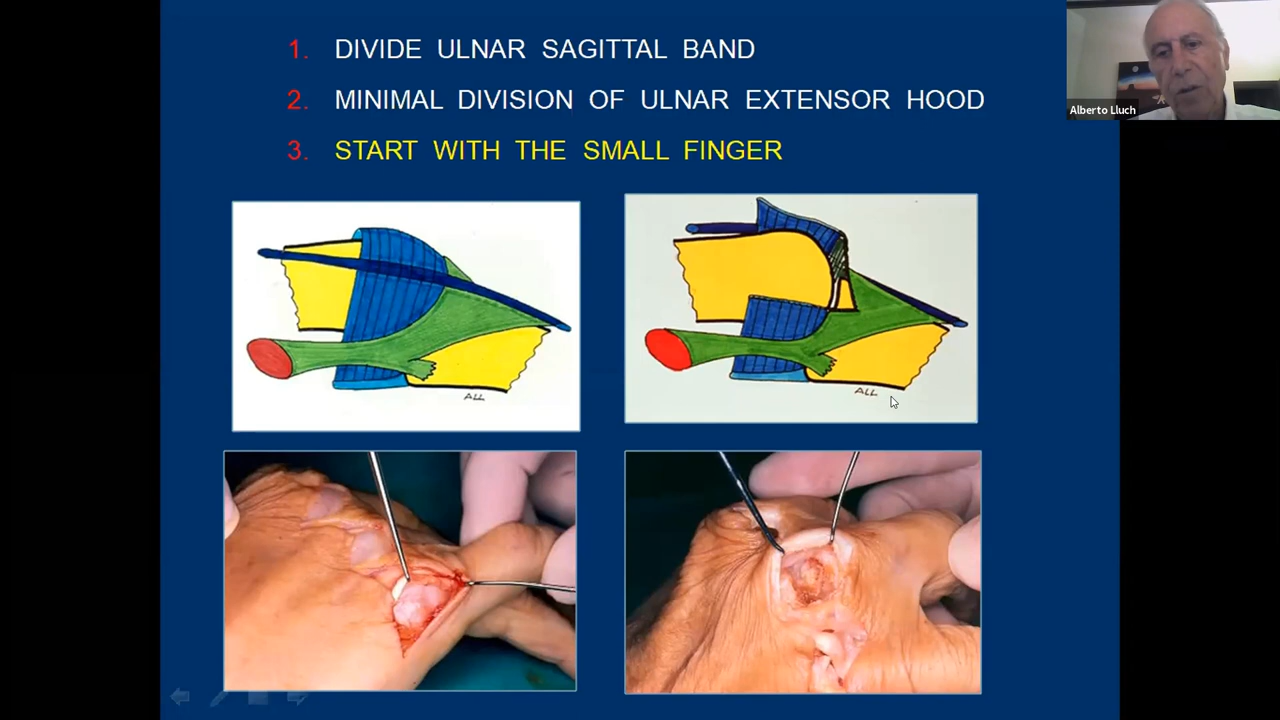 Alberto Lluch
1. DIVIDE ULNAR SAGITTAL BAND
2. MINIMAL DIVISION OF ULNAR EXTENSOR HOOD
3. START WITH THE SMALL FINGER
ALL
ALL